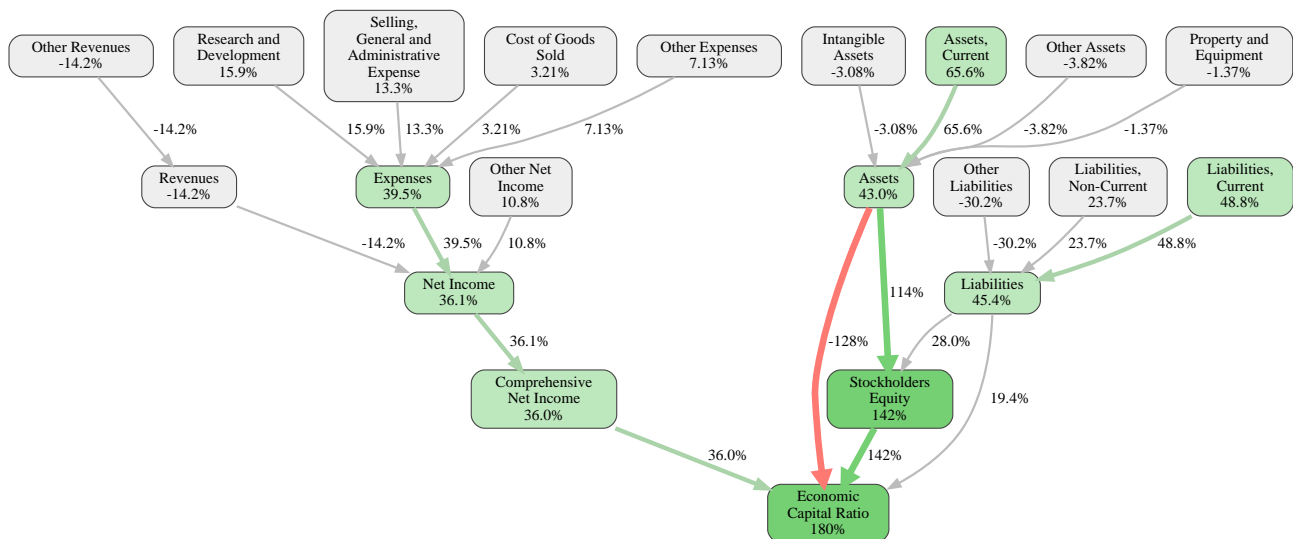 Other Revenues
-14.2%
Research and
Development
15.9%
Selling,
General and
Administrative
Expense
13.3%
Cost of Goods
Sold
3.21%
Other Expenses
7.13%
Intangible
Assets
-3.08%
Assets,
Current
65.6%
Other Assets
-3.82%
Property and
Equipment
-1.37%
-14.2%
15.9%
13.3%
3.21%
7.13%
-3.08%
65.6%
-3.82%
-1.37%
Revenues
-14.2%
Expenses
39.5%
Other Net
Income
10.8%
Assets
43.0%
Other
Liabilities
-30.2%
Liabilities,
Non-Current
23.7%
Liabilities,
Current
48.8%
-14.2%
39.5%
10.8%
-30.2%
23.7%
48.8%
Net Income
36.1%
114%
Liabilities
45.4%
36.1%
-128%
28.0%
Comprehensive
Net Income
36.0%
Stockholders
Equity
142%
19.4%
36.0%
142%
Economic
Capital Ratio
180%